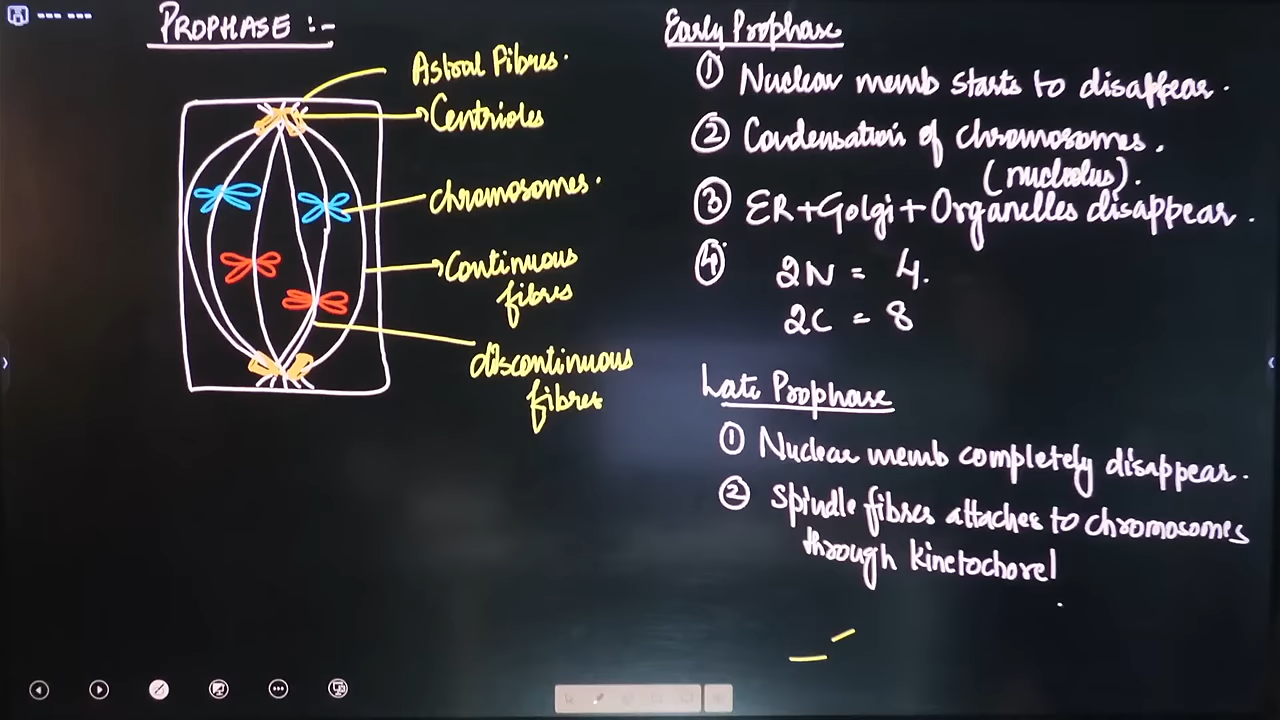 PROPHASE :-
Astral Fibres.
Centrioles
Chromosomes.
Continuous
fibres
discontinuous
fibres
Early Prophase
① Nuclear memb starts to disappear.
② Condensation of chromosomes.
(nucleolus).
③ ER+Golgi+Organelles disappear.
④ 2N = 4.
2C = 8
Late Prophase
① Nuclear memb completely disappear.
② Spindle fibres attaches to chromosomes
through kinetochore